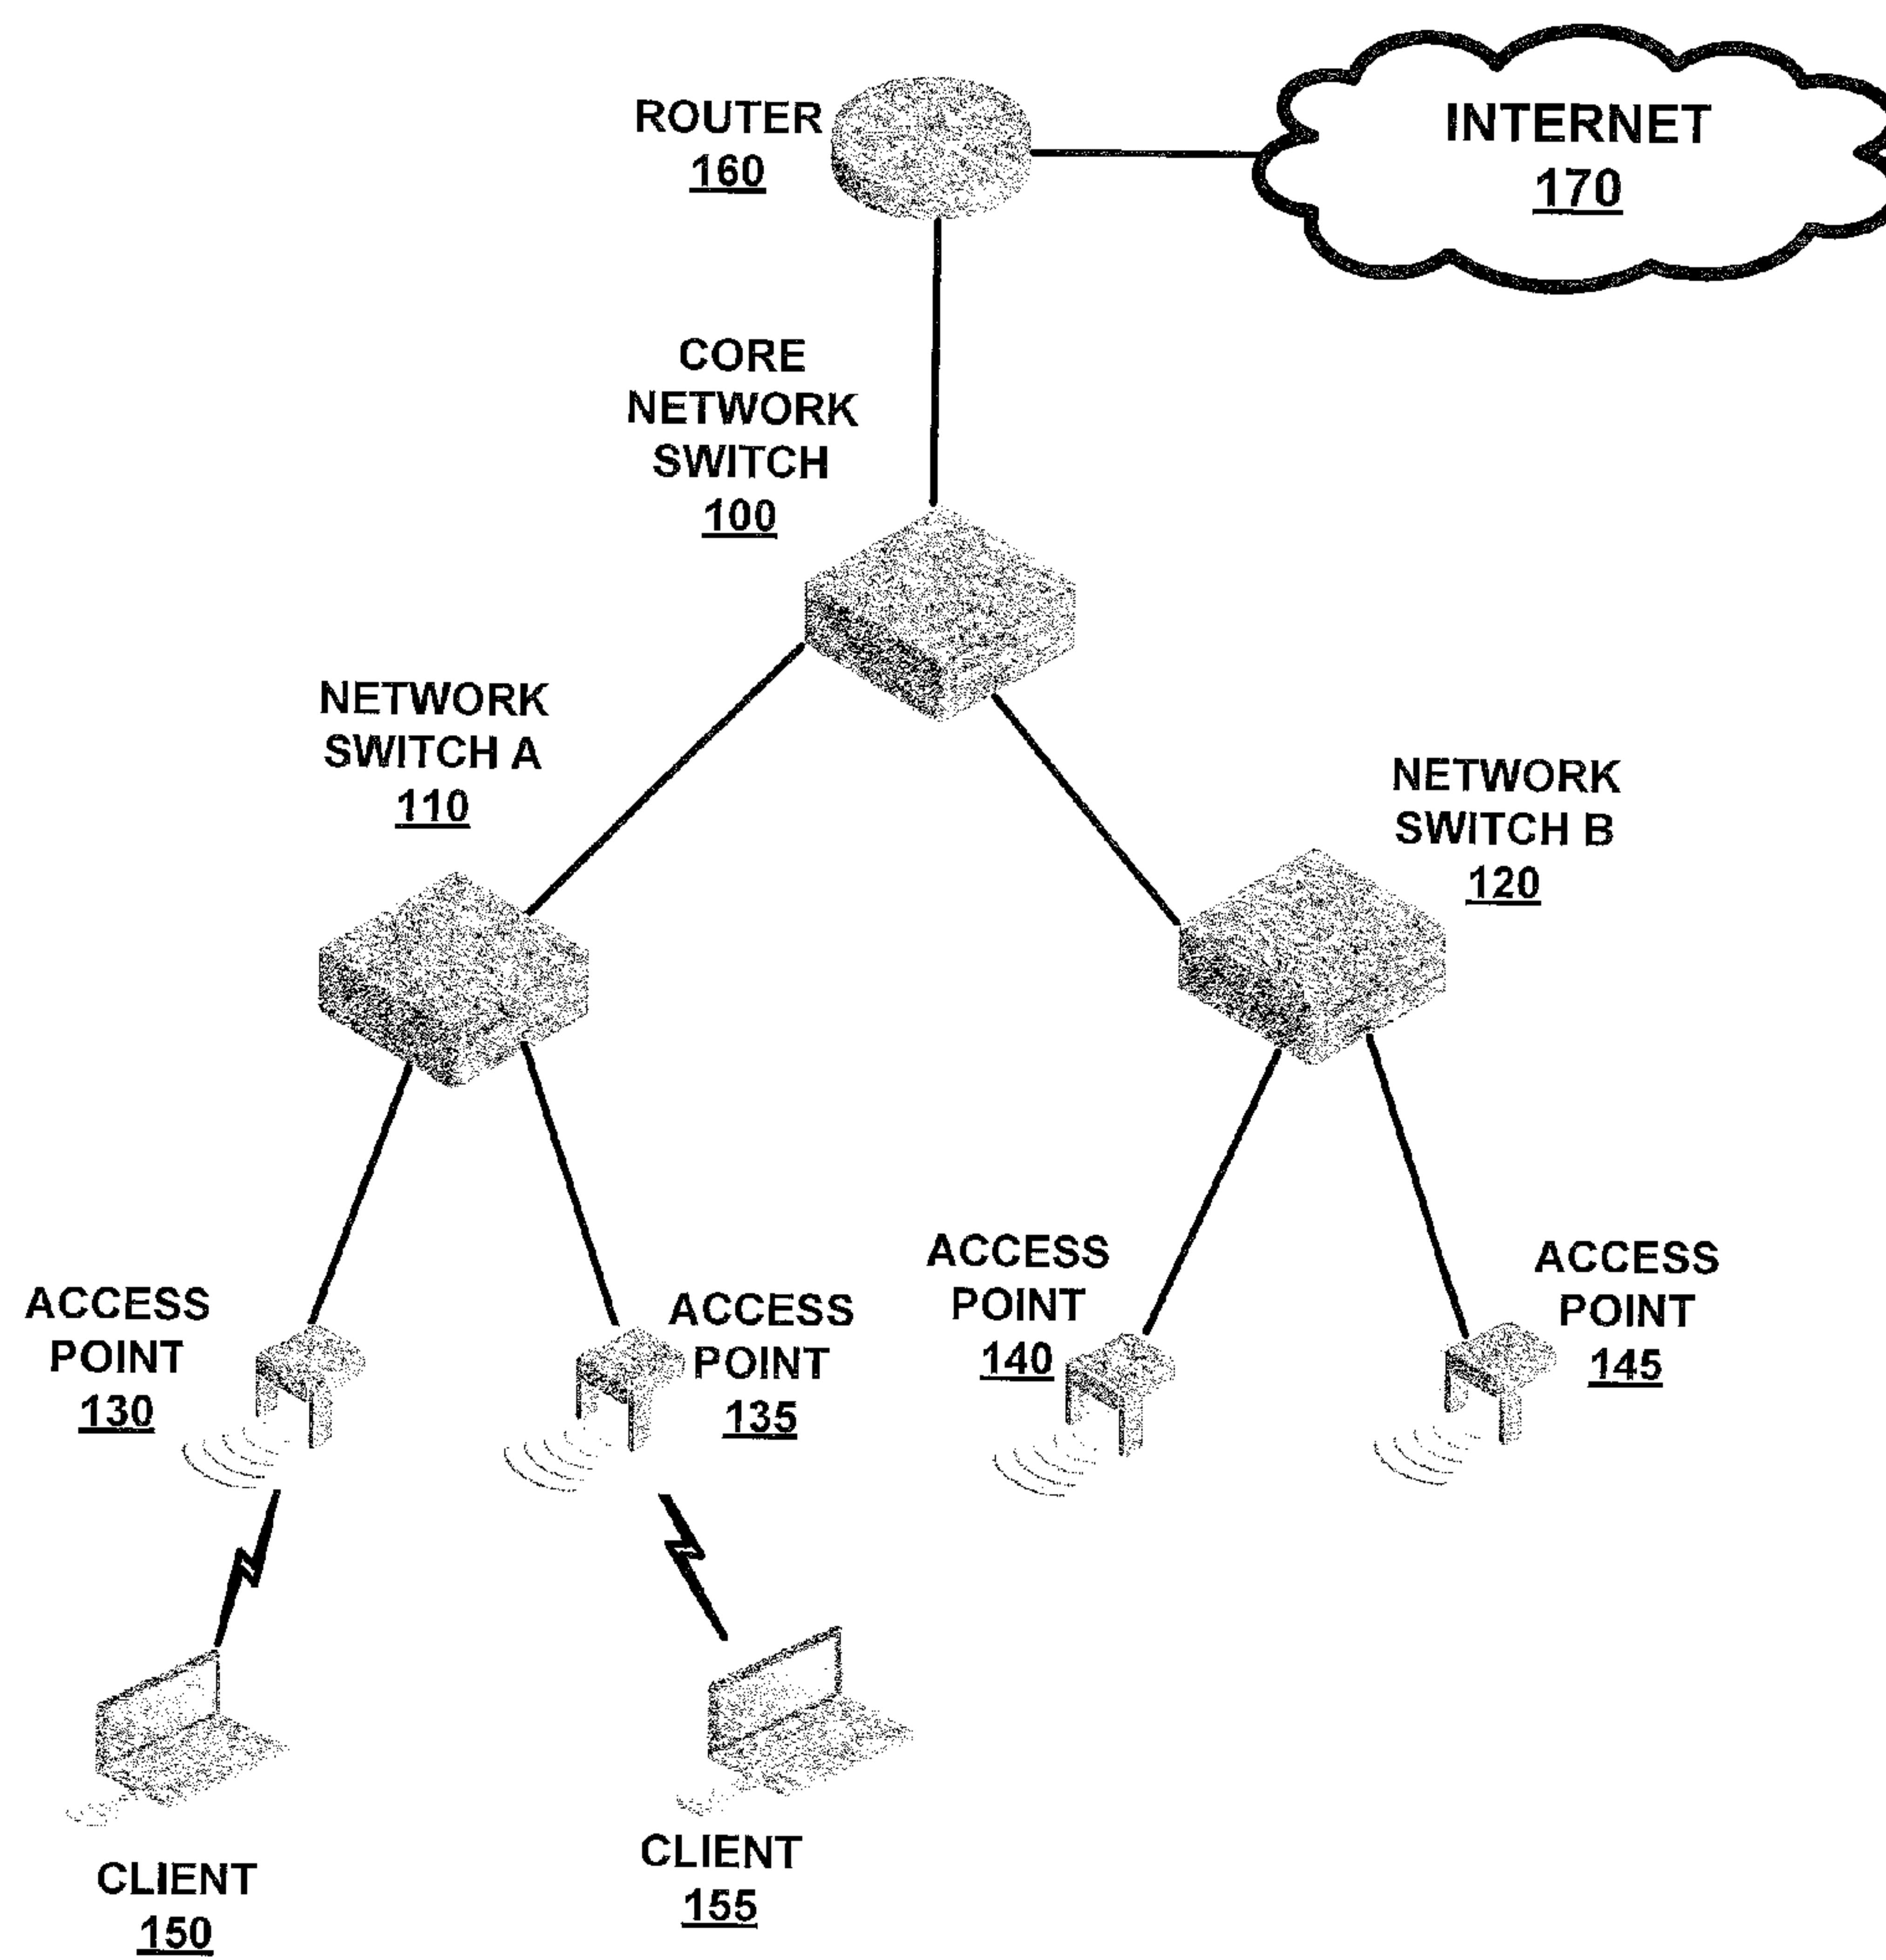 ROUTER
160
INTERNET
170
CORE
NETWORK
SWITCH
100
NETWORK
SWITCH A
110
NETWORK
SWITCH B
120
ACCESS
POINT
130
ACCESS
POINT
135
ACCESS
POINT
140
ACCESS
POINT
145
CLIENT
150
CLIENT
155